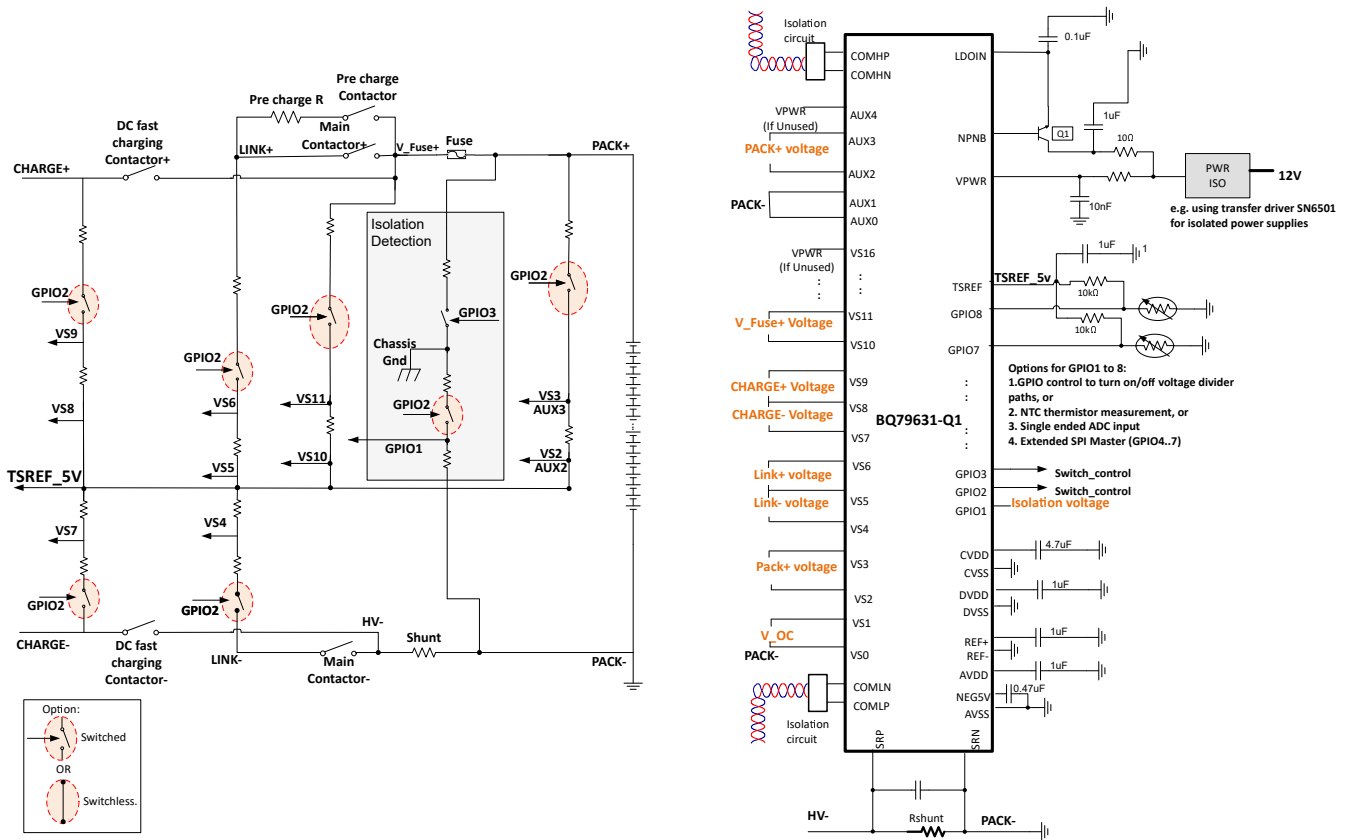 Pre charge
Contactor
Pre charge R
Main
Contactor+
DC fast
charging
Contactor+
V_Fuse+
Fuse
LINK+
PACK+
CHARGE+
Isolation
Detection
GPIO2
GPIO2
GPIO2
GPIO2
GPIO3
VS9
Chassis
Gnd
GPIO2
VS8
VS6
VS11
VS3
AUX3
GPIO1
VS5
VS10
VS2
AUX2
TSREF_5V
VS7
VS4
GPIO2
GPIO2
HV-
Shunt
CHARGE-
DC fast
charging
Contactor-
LINK-
Main
Contactor-
PACK-
Option:
Switched
OR
Switchless.
Isolation
circuit
COMHP
COMHN
VPWR
(If Unused)
AUX4
AUX3
PACK+ voltage
AUX2
PACK-
AUX1
AUX0
VPWR
(If Unused)
VS16
V_Fuse+ Voltage
VS11
VS10
CHARGE+ Voltage
VS9
CHARGE- Voltage
VS8
VS7
BQ79631-Q1
Link+ voltage
VS6
Link- voltage
VS5
VS4
Pack+ voltage
VS3
VS2
V_OC
VS1
PACK-
VS0
COMLN
COMLP
Isolation
circuit
SRP
SRN
HV-
Rshunt
PACK-
0.1uF
LDOIN
1uF
Q1
NPNB
10Ω
VPWR
10nF
PWR
ISO
12V
e.g. using transfer driver SN6501
for isolated power supplies
1uF
1
TSREF_5v
TSREF
10kΩ
GPIO8
10kΩ
GPIO7
Options for GPIO1 to 8:
1.GPIO control to turn on/off voltage divider
paths, or
2. NTC thermistor measurement, or
3. Single ended ADC input
4. Extended SPI Master (GPIO4..7)
GPIO3
Switch_control
GPIO2
Switch_control
GPIO1
Isolation voltage
CVDD
4.7uF
CVSS
DVDD
1uF
DVSS
REF+
1uF
REF-
AVDD
1uF
NEG5V
0.47uF
AVSS